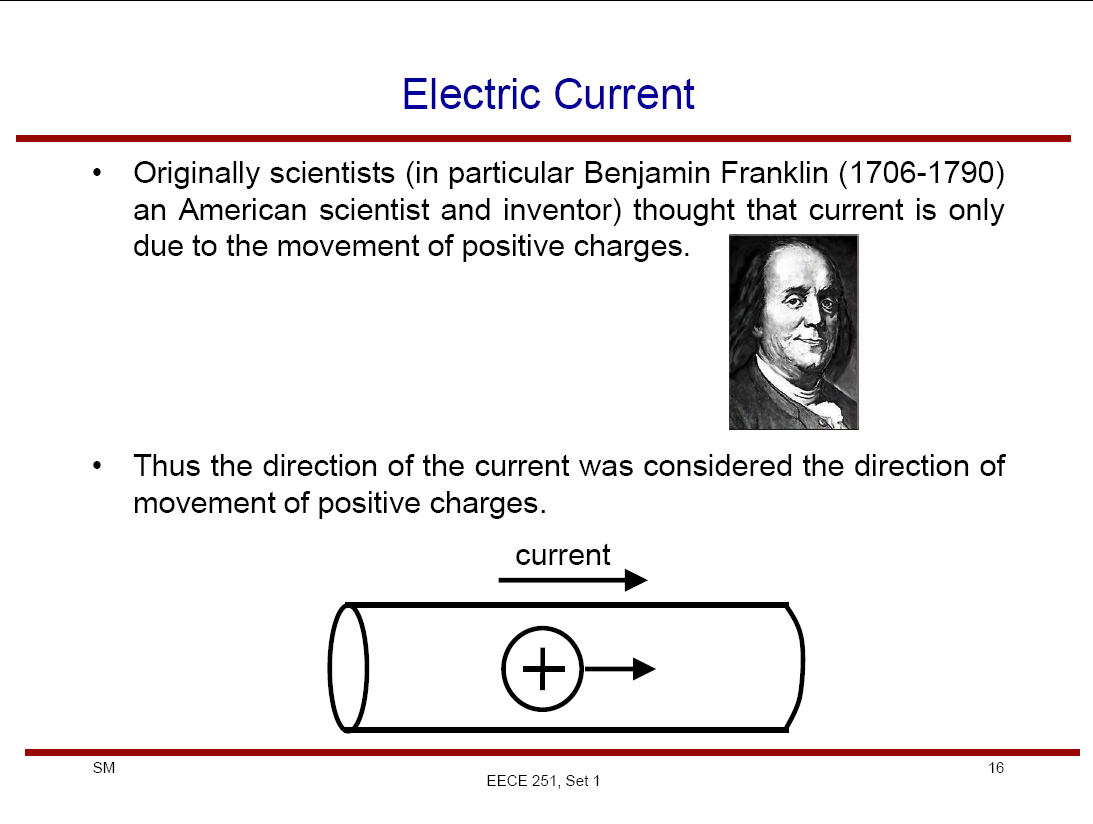 Electric Current
• Originally scientists (in particular Benjamin Franklin (1706-1790)
an American scientist and inventor) thought that current is only
due to the movement of positive charges.
• Thus the direction of the current was considered the direction of
movement of positive charges.
current
+
SM
EECE 251, Set 1
16